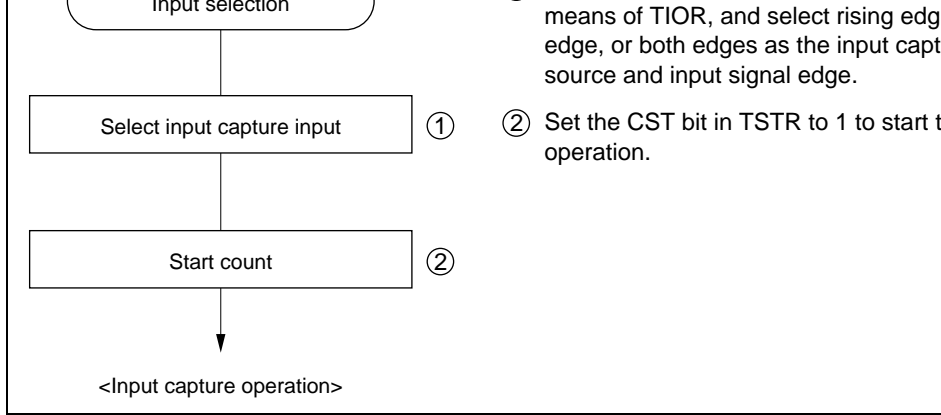 Input selection
means of TIOR, and select rising
edge, or both edges as the input
source and input signal edge.
Select input capture input
①
② Set the CST bit in TSTR to 1 to start
operation.
Start count
②
<Input capture operation>